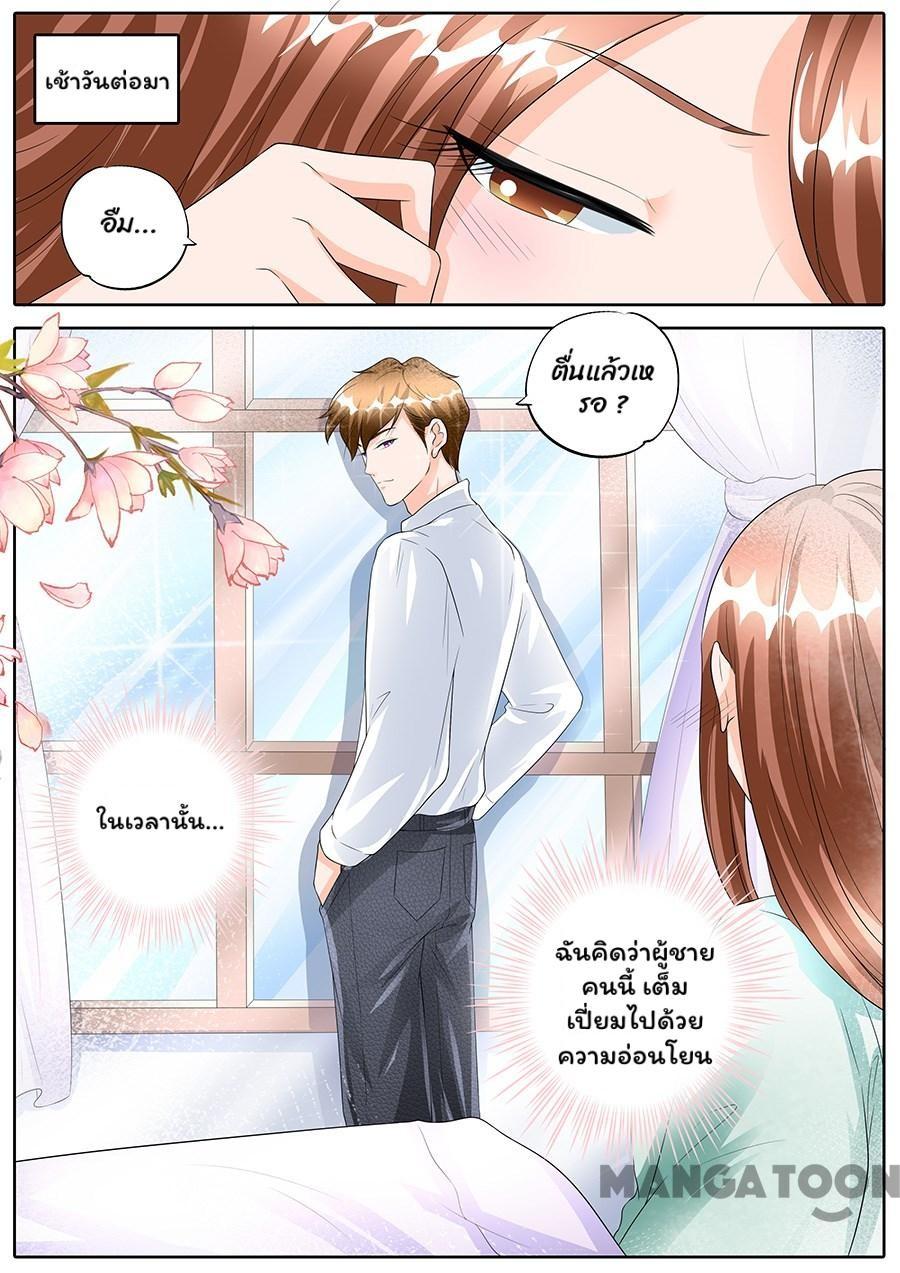 เช้าวันต่อมา
อืม...
ตื่นแล้วเห
รอ ?
ในเวลานั้น...
ฉันคิดว่าผู้ชาย
คนนี้ เต็ม
เปี่ยมไปด้วย
ความอ่อนโยน
MANGATOON